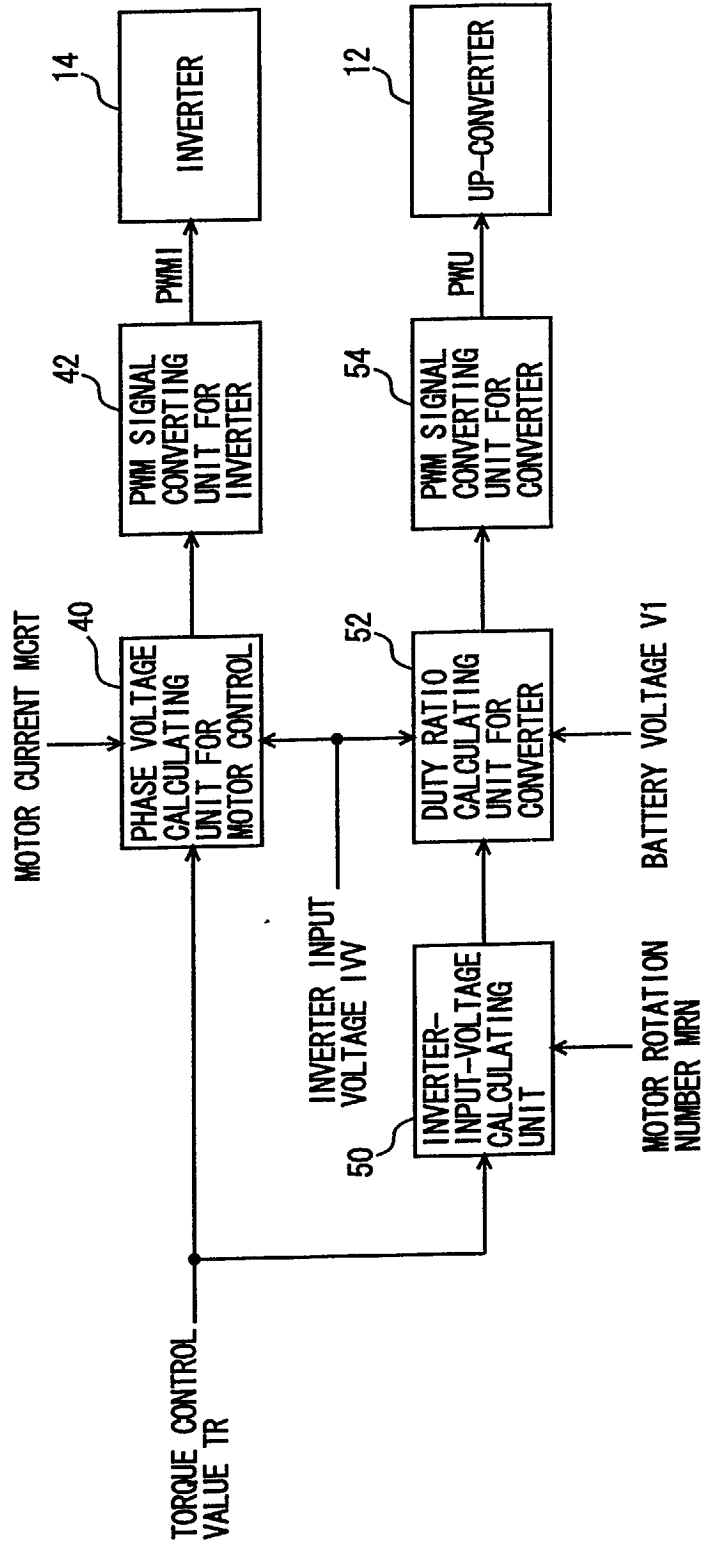 MOTOR CURRENT MCRT
40
PHASE VOLTAGE
CALCULATING
UNIT FOR
MOTOR CONTROL
42
PWM SIGNAL
CONVERTING
UNIT FOR
INVERTER
PWMI
14
INVERTER
TORQUE CONTROL
VALUE TR
INVERTER INPUT
VOLTAGE IVV
50
INVERTER-
INPUT-VOLTAGE
CALCULATING
UNIT
52
DUTY RATIO
CALCULATING
UNIT FOR
CONVERTER
54
PWM SIGNAL
CONVERTING
UNIT FOR
CONVERTER
PWU
12
UP-CONVERTER
MOTOR ROTATION
NUMBER MRN
BATTERY VOLTAGE V1